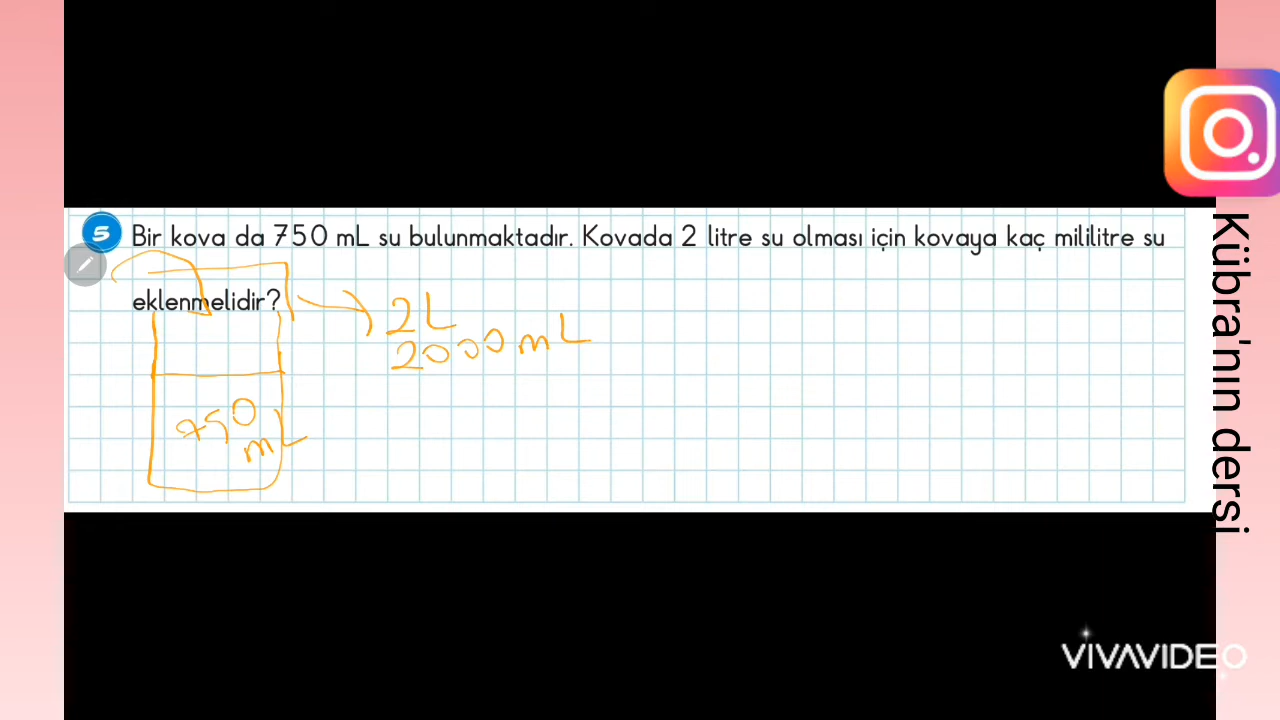 5 Bir kova da 750 mL su bulunmaktadır. Kovada 2 litre su olması için kovaya kaç mililitre su
eklenmelidir?
2L
2000 mL
750
mL
Kübra'nın dersi
VIVAVIDEO